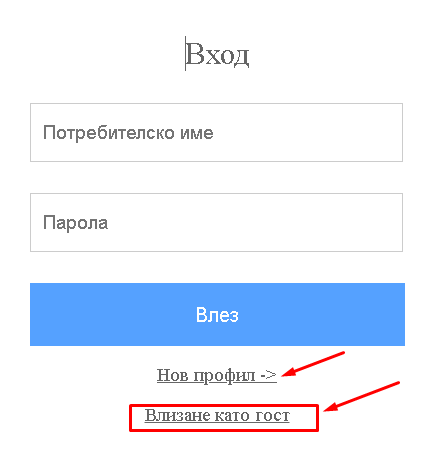 Вход
Потребителско име
Парола
Влез
Нов профил ->
Влизане като гост